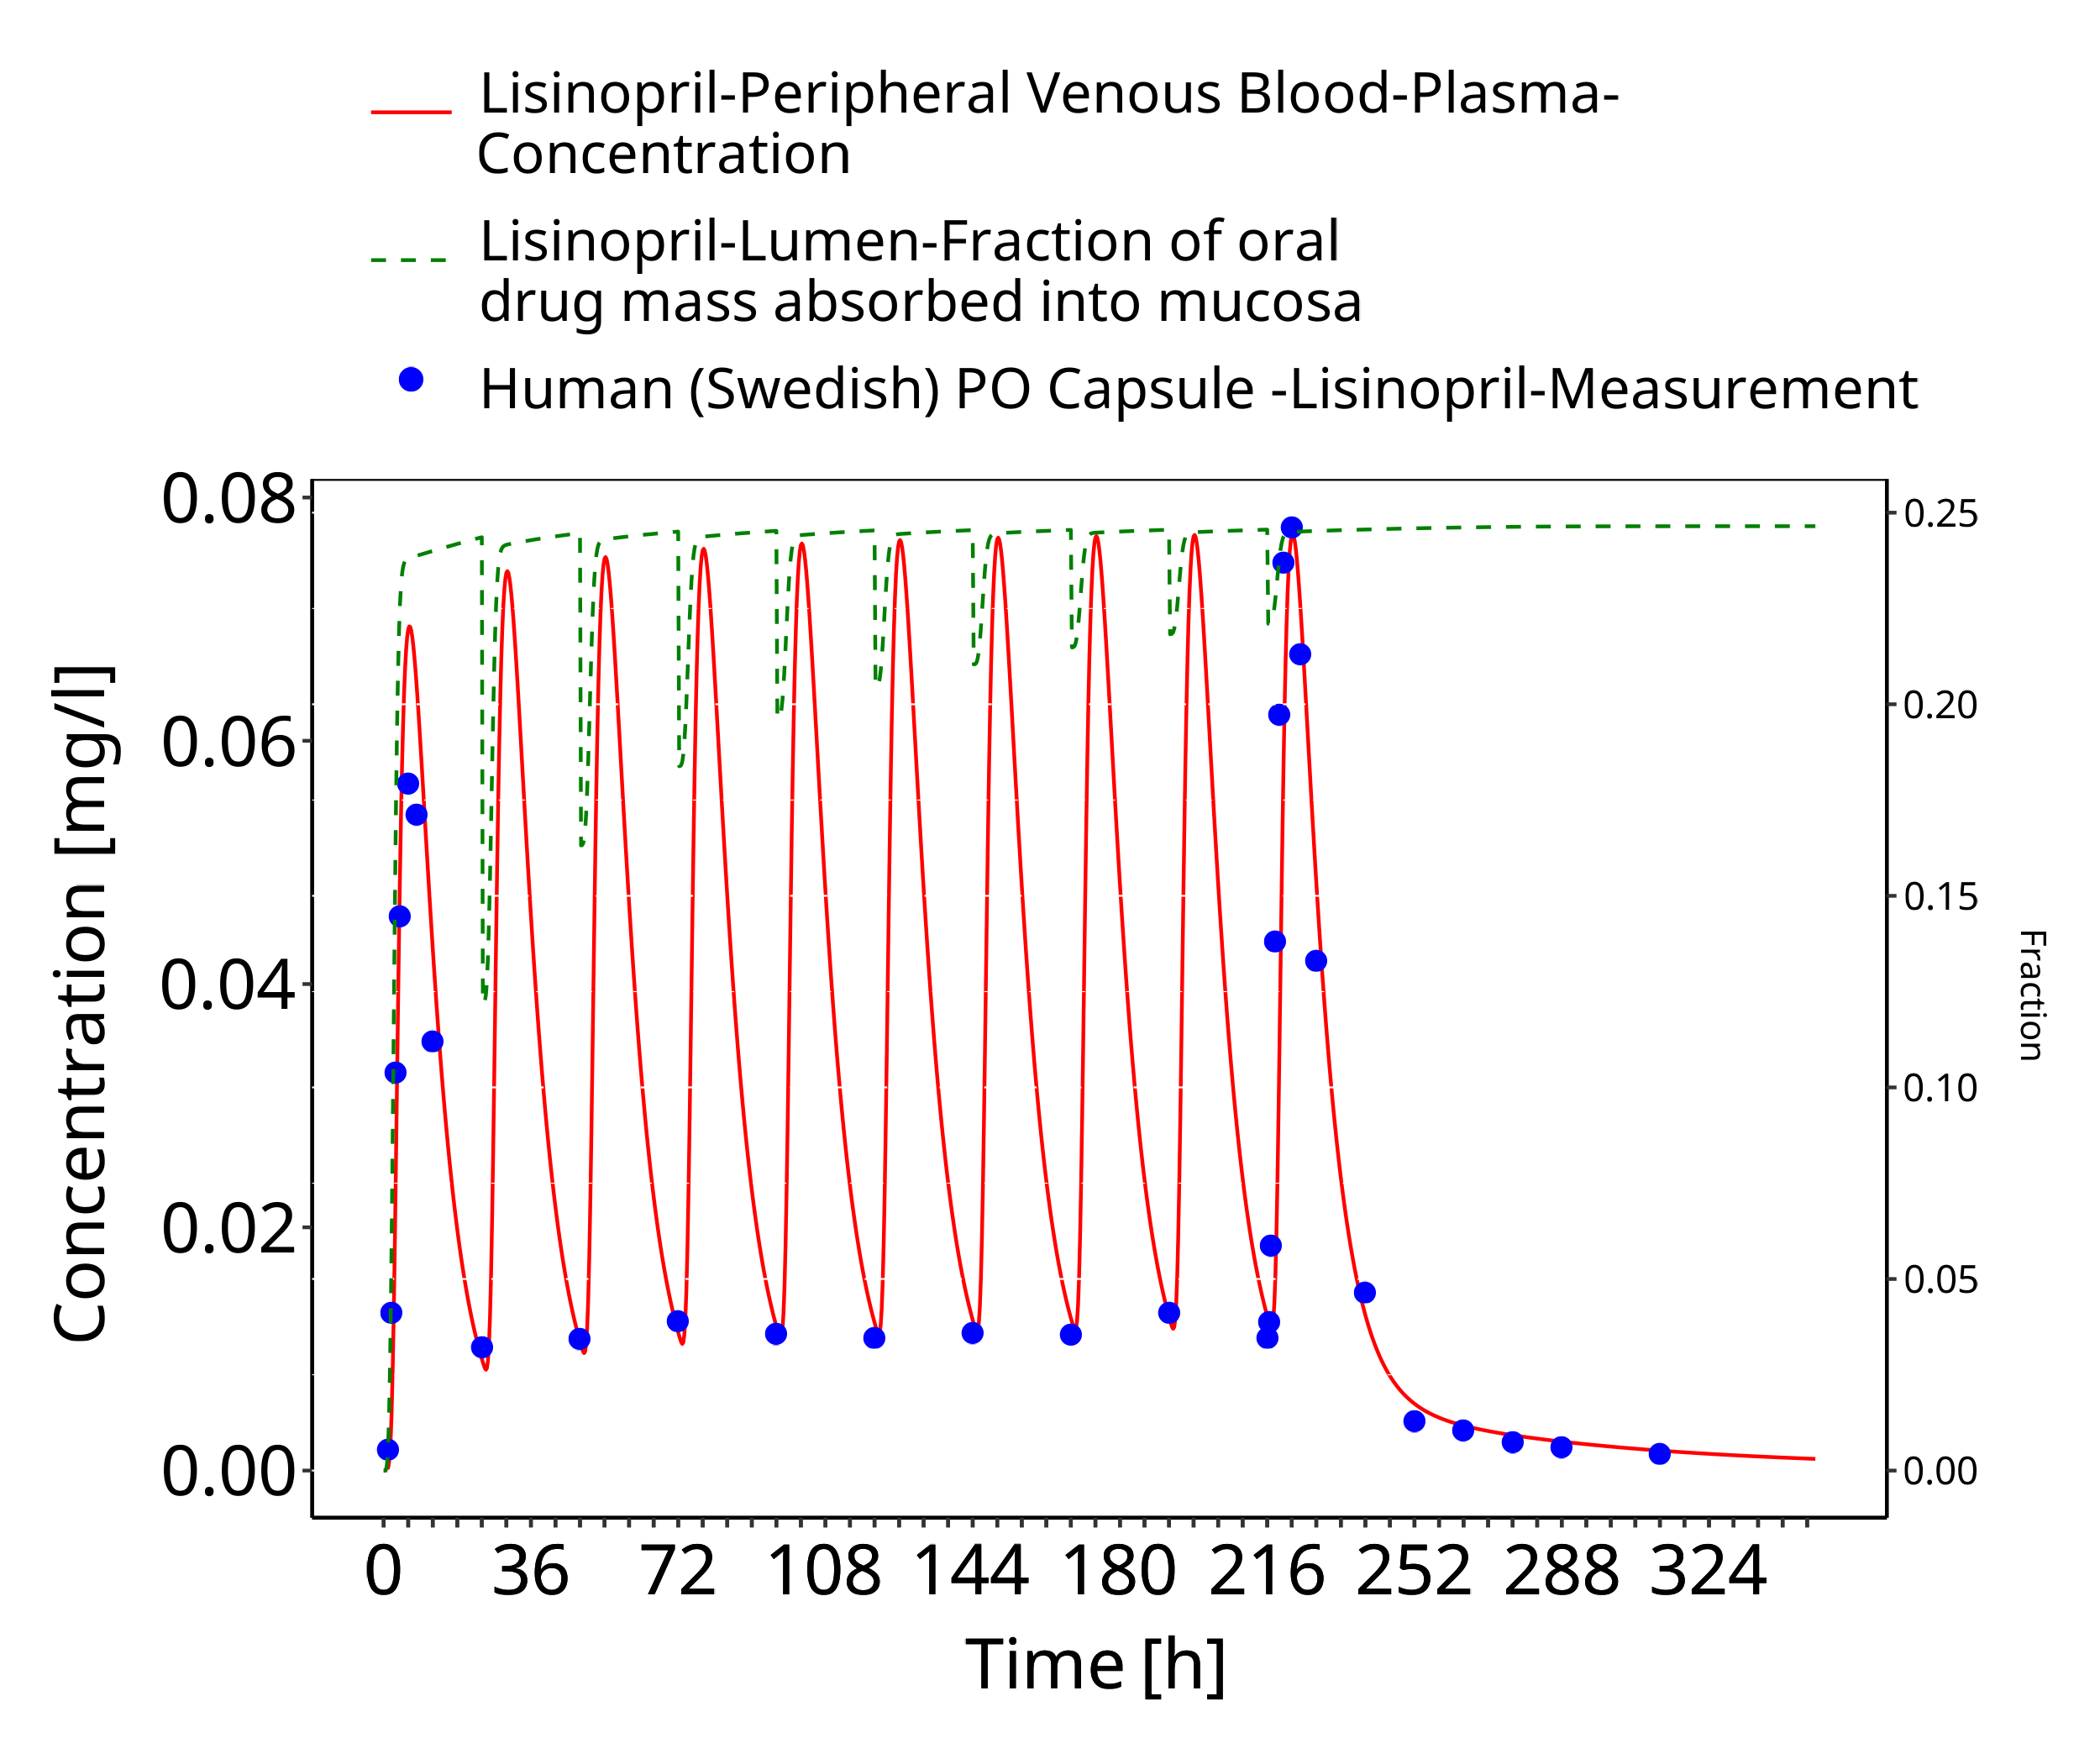 Lisinopril-Peripheral Venous Blood-Plasma-
Concentration
Lisinopril-Lumen-Fraction of oral
drug mass absorbed into mucosa
Human (Swedish) PO Capsule -Lisinopril-Measurement
0.08
0.06
0.04
0.02
0.00
Concentration [mg/l]
0.25
0.20
0.15
0.10
0.05
0.00
Fraction
0 36 72 108 144 180 216 252 288 324
Time [h]